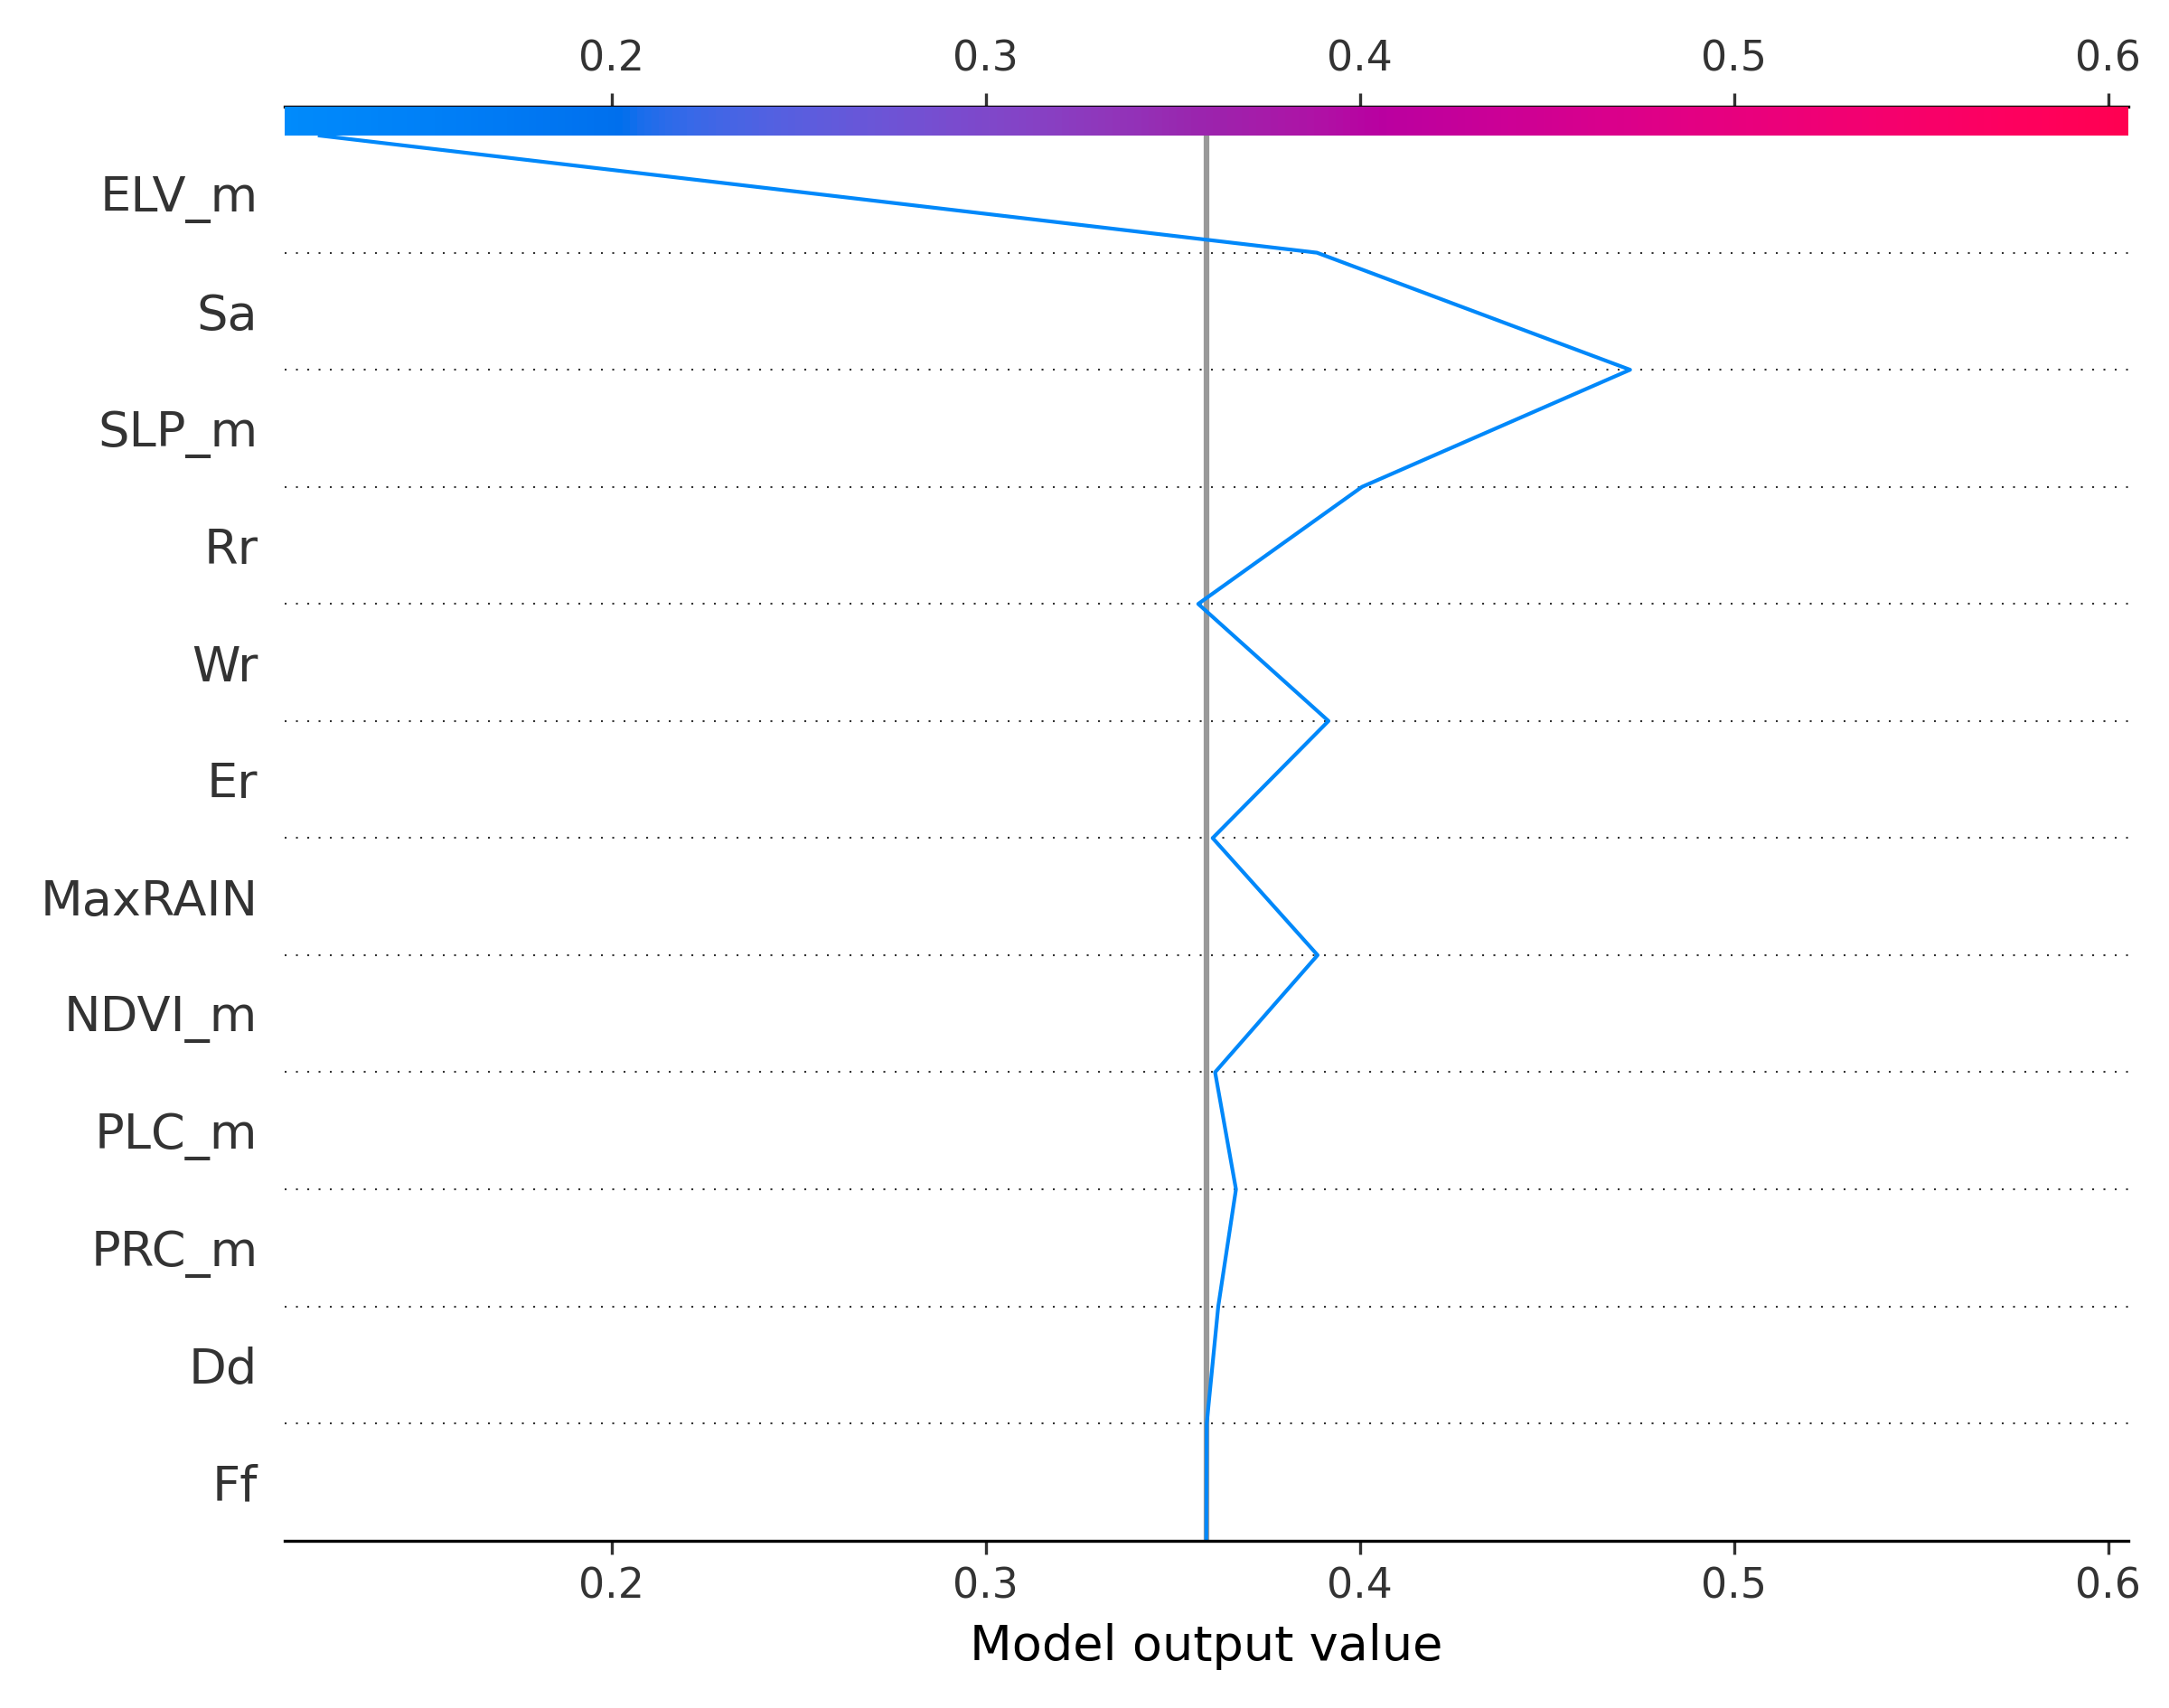 0.2 0.3 0.4 0.5 0.6
ELV_m
Sa
SLP_m
Rr
Wr
Er
MaxRAIN
NDVI_m
PLC_m
PRC_m
Dd
Ff
0.2 0.3 0.4 0.5 0.6
Model output value